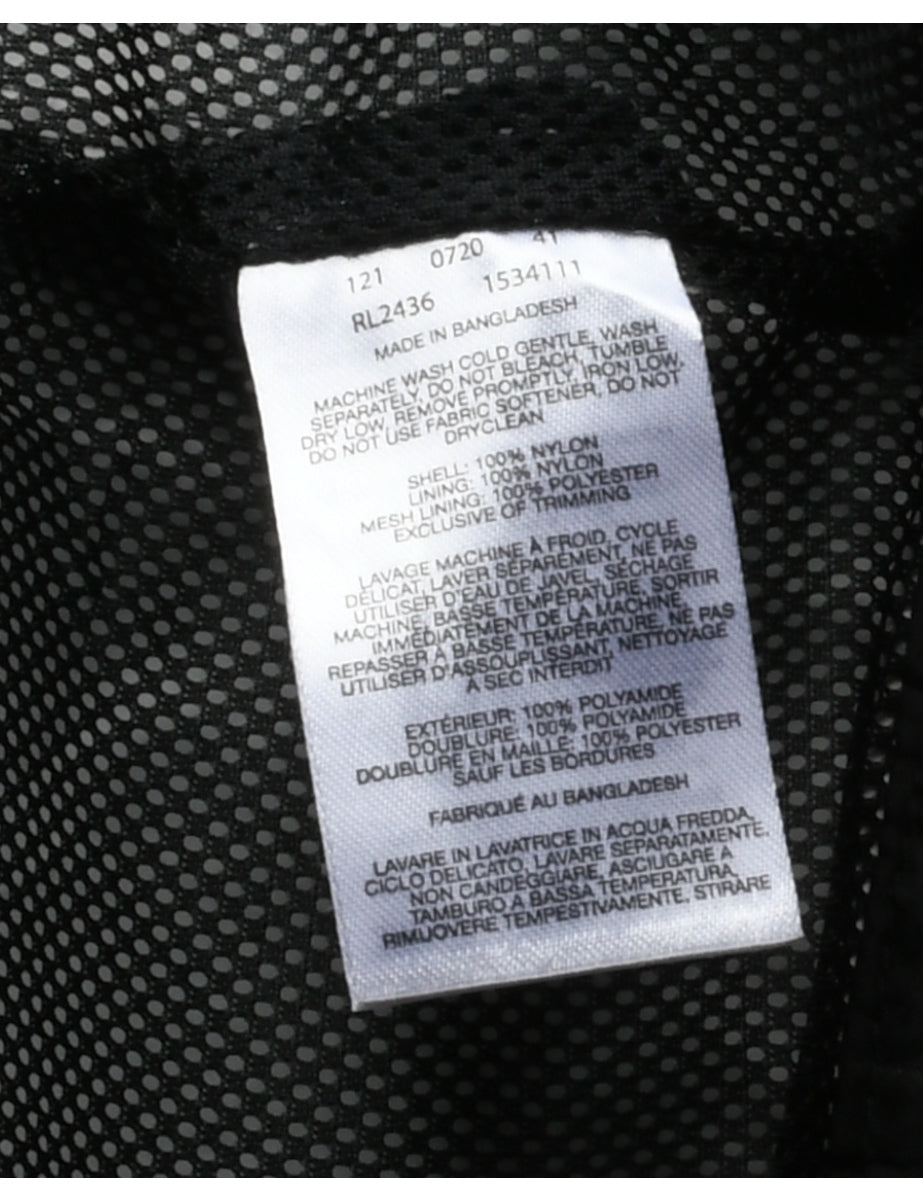 121 0720 41
RL2436 1534111
MADE IN BANGLADESH
MACHINE WASH COLD GENTLE, WASH
SEPARATELY, DO NOT BLEACH, TUMBLE
DRY LOW, REMOVE PROMPTLY, IRON LOW,
DO NOT USE FABRIC SOFTENER, DO NOT
DRYCLEAN
SHELL: 100% NYLON
LINING: 100% NYLON
MESH LINING: 100% POLYESTER
EXCLUSIVE OF TRIMMING
LAVAGE MACHINE À FROID, CYCLE
DÉLICAT, LAVER SÉPARÉMENT, NE PAS
UTILISER D'EAU DE JAVEL, SÉCHAGE
MACHINE, BASSE TEMPÉRATURE, SORTIR
IMMÉDIATEMENT DE LA MACHINE,
REPASSER À BASSE TEMPÉRATURE, NE PAS
UTILISER D'ASSOUPLISSANT, NETTOYAGE
À SEC INTERDIT
EXTÉRIEUR: 100% POLYAMIDE
DOUBLURE: 100% POLYAMIDE
DOUBLURE EN MAILLE: 100% POLYESTER
SAUF LES BORDURES
FABRIQUÉ AU BANGLADESH
LAVARE IN LAVATRICE IN ACQUA FREDDA,
CICLO DELICATO, LAVARE SEPARATAMENTE,
NON CANDEGGIARE, ASCIUGARE A
TAMBURO A BASSA TEMPERATURA,
RIMUOVERE TEMPESTIVAMENTE, STIRARE